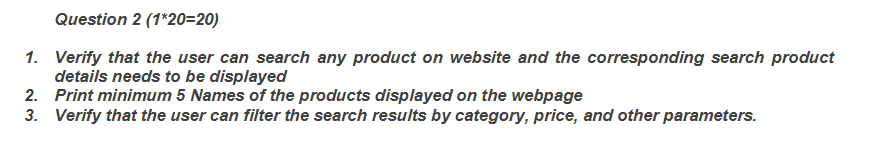 Question 2 (1*20=20)
1. Verify that the user can search any product on website and the corresponding search product
details needs to be displayed
2. Print minimum 5 Names of the products displayed on the webpage
3. Verify that the user can filter the search results by category, price, and other parameters.